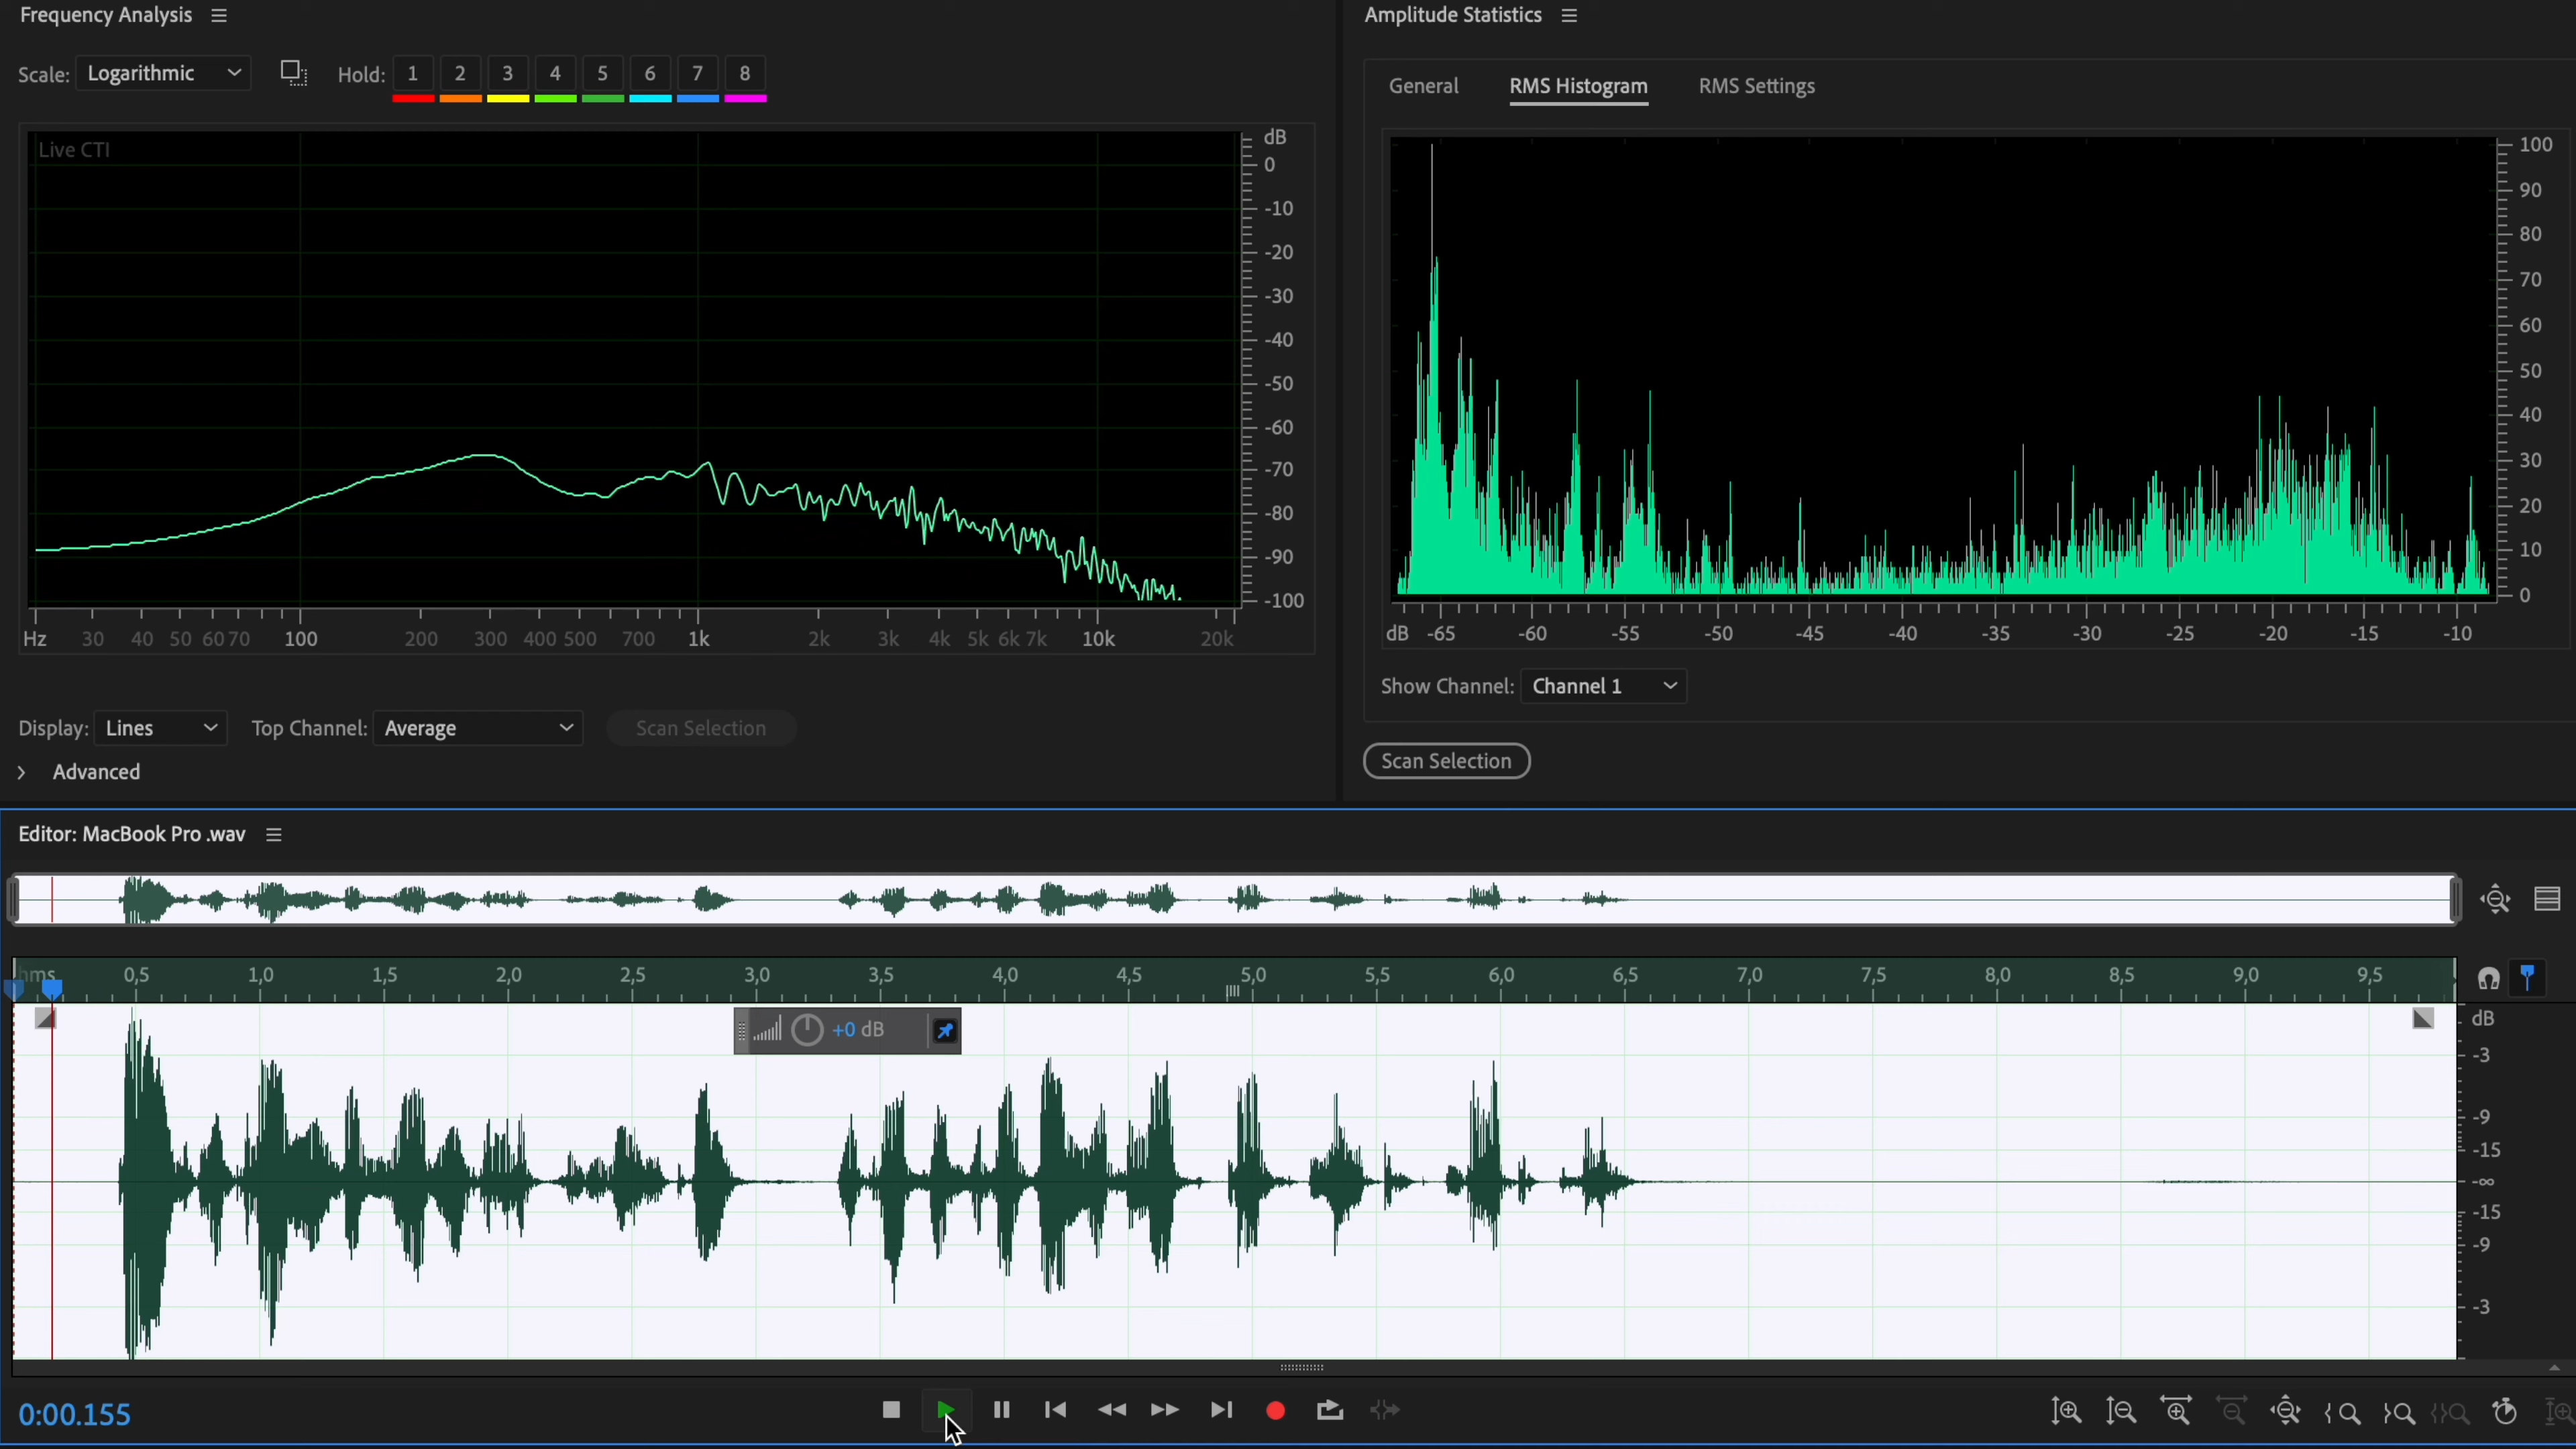 Frequency Analysis
Scale: Logarithmic Hold: 1 2 3 4 5 6 7 8
Live CTI
dB
0
-10
-20
-30
-40
-50
-60
-70
-80
-90
-100
Hz 30 40 50 60 70 100 200 300 400 500 700 1k 2k 3k 4k 5k 6k 7k 10k 20k
Display: Lines Top Channel: Average Scan Selection
Advanced
Amplitude Statistics
General RMS Histogram RMS Settings
100
90
80
70
60
50
40
30
20
10
0
dB -65 -60 -55 -50 -45 -40 -35 -30 -25 -20 -15 -10
Show Channel: Channel 1
Scan Selection
Editor: MacBook Pro .wav
hms 0,5 1,0 1,5 2,0 2,5 3,0 3,5 4,0 4,5 5,0 5,5 6,0 6,5 7,0 7,5 8,0 8,5 9,0 9,5
+0 dB
dB
-3
-9
-15
-∞
-15
-9
-3
0:00.155